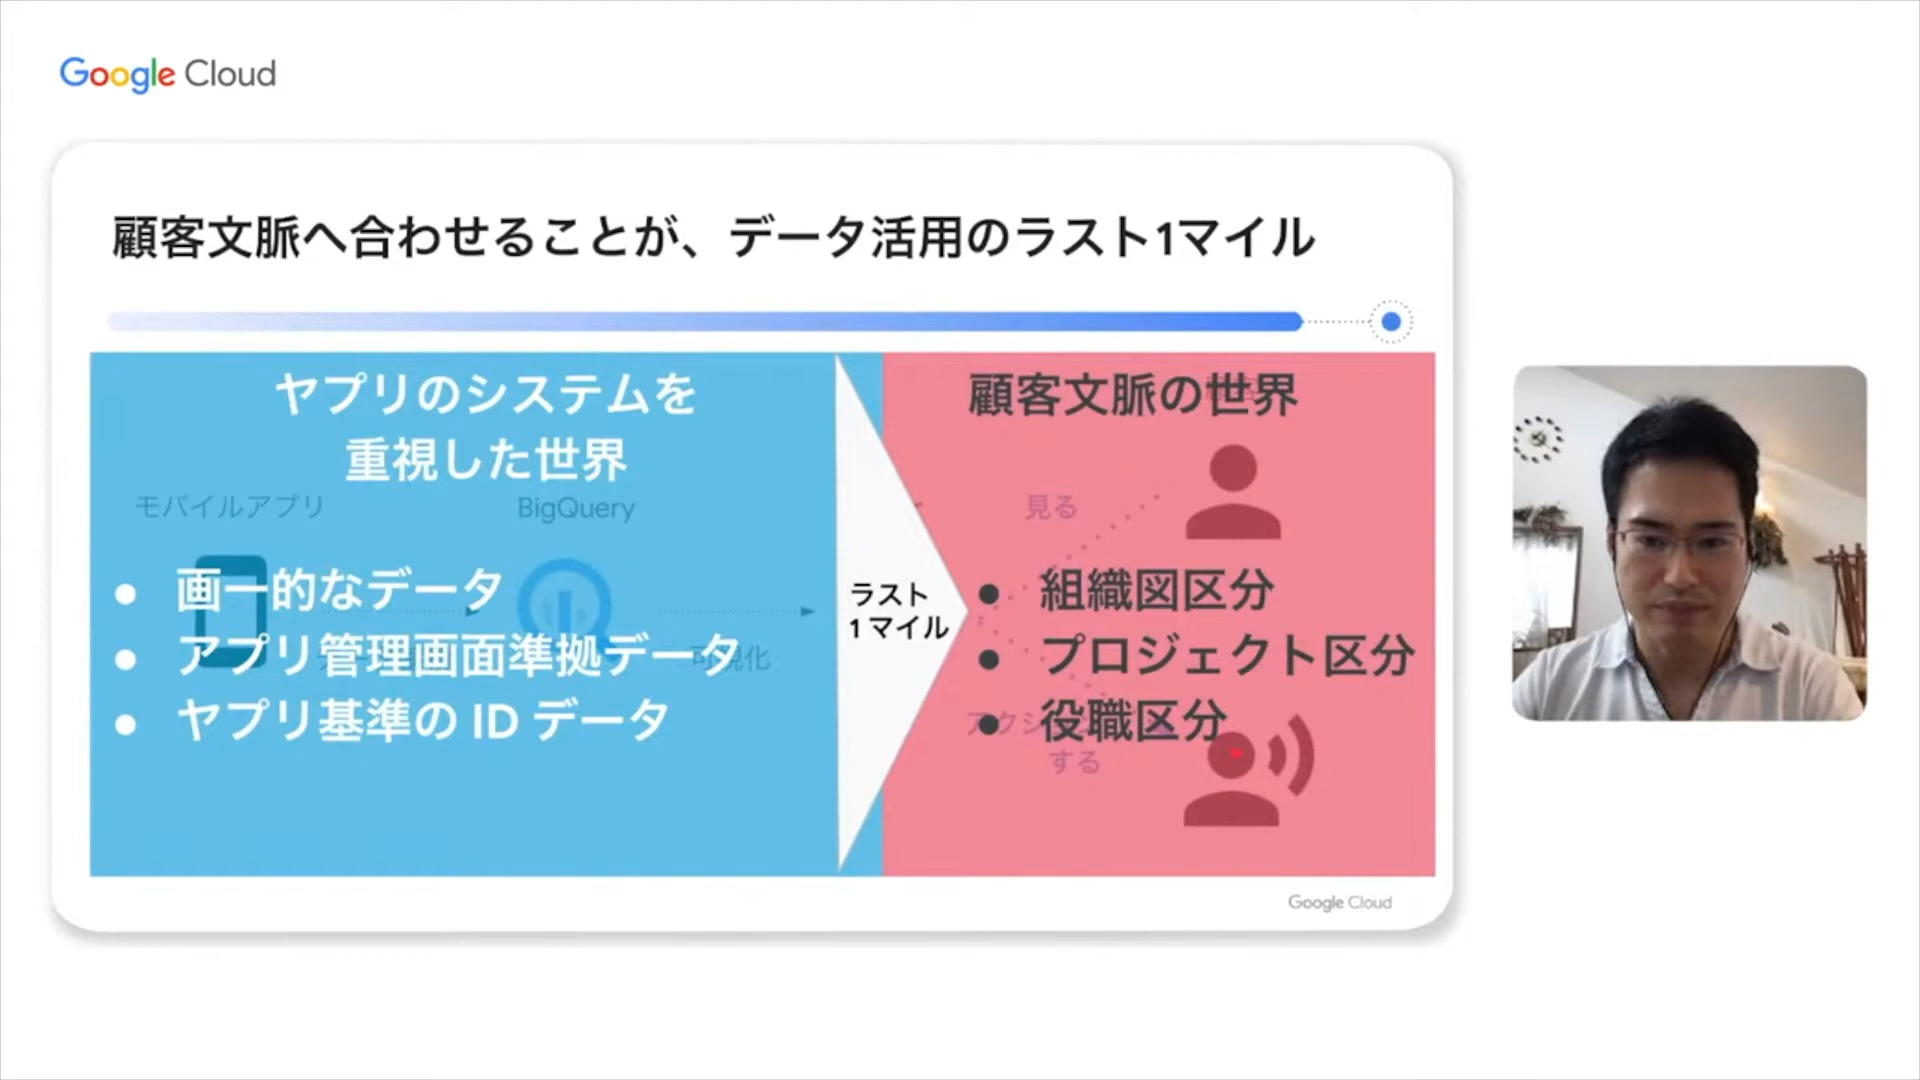 Google Cloud
顧客文脈へ合わせることが、データ活用のラスト1マイル
ヤプリのシステムを
重視した世界
モバイルアプリ
BigQuery
画一的なデータ
アプリ管理画面準拠データ
可視化
ヤプリ基準の ID データ
ラスト
1 マイル
顧客文脈の世界
見る
組織図区分
プロジェクト区分
役職区分
する
Google Cloud